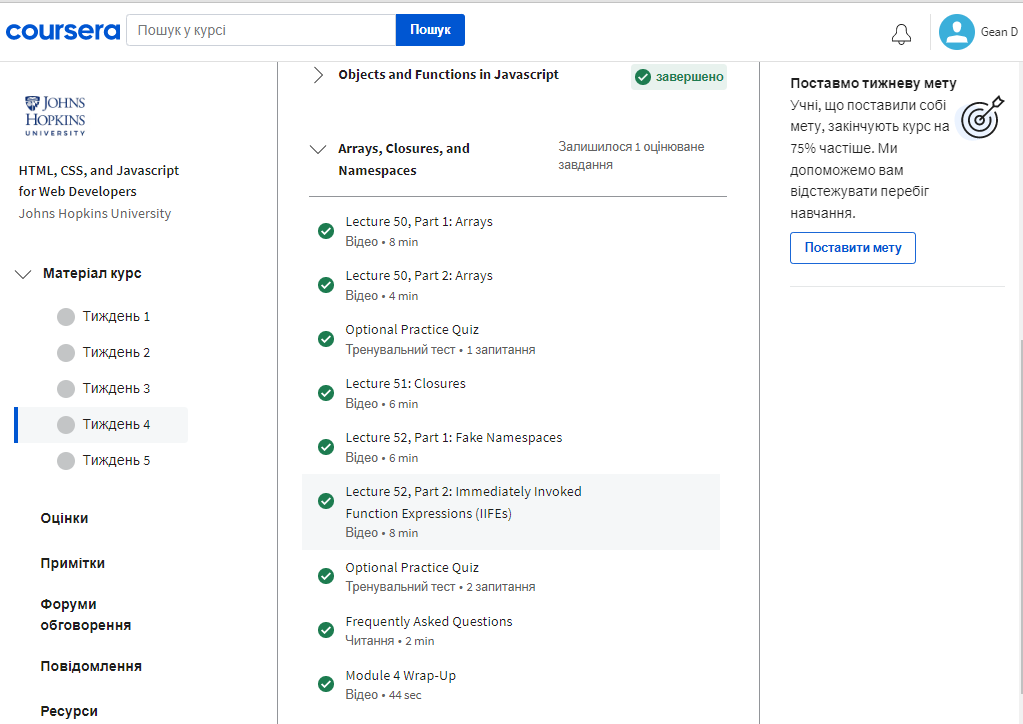 coursera
Пошук у курсі
Пошук
Gean D
JOHNS
HOPKINS
UNIVERSITY
HTML, CSS, and Javascript
for Web Developers
Johns Hopkins University
Матеріал курс
Тиждень 1
Тиждень 2
Тиждень 3
Тиждень 4
Тиждень 5
Оцінки
Примітки
Форуми
обговорення
Повідомлення
Ресурси
Objects and Functions in Javascript
завершено
Arrays, Closures, and
Namespaces
Залишилося 1 оцінюване
завдання
Lecture 50, Part 1: Arrays
Відео • 8 min
Lecture 50, Part 2: Arrays
Відео • 4 min
Optional Practice Quiz
Тренувальний тест • 1 запитання
Lecture 51: Closures
Відео • 6 min
Lecture 52, Part 1: Fake Namespaces
Відео • 6 min
Lecture 52, Part 2: Immediately Invoked
Function Expressions (IIFEs)
Відео • 8 min
Optional Practice Quiz
Тренувальний тест • 2 запитання
Frequently Asked Questions
Читання • 2 min
Module 4 Wrap-Up
Відео • 44 sec
Поставмо тижневу мету
Учні, що поставили собі
мету, закінчують курс на
75% частіше. Ми
допоможемо вам
відстежувати перебіг
навчання.
Поставити мету